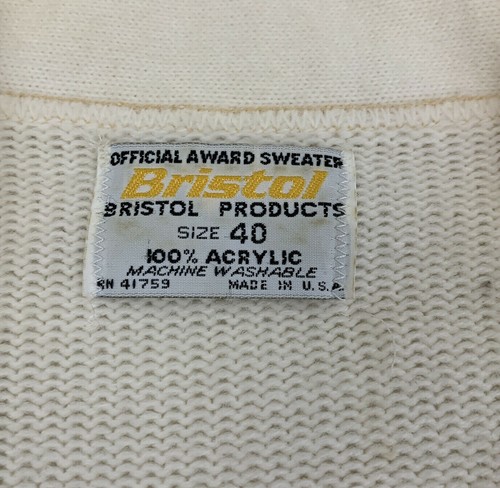 OFFICIAL AWARD SWEATER
Bristol
BRISTOL PRODUCTS
SIZE 40
100% ACRYLIC
MACHINE WASHABLE
RN 41759 MADE IN U.S.A